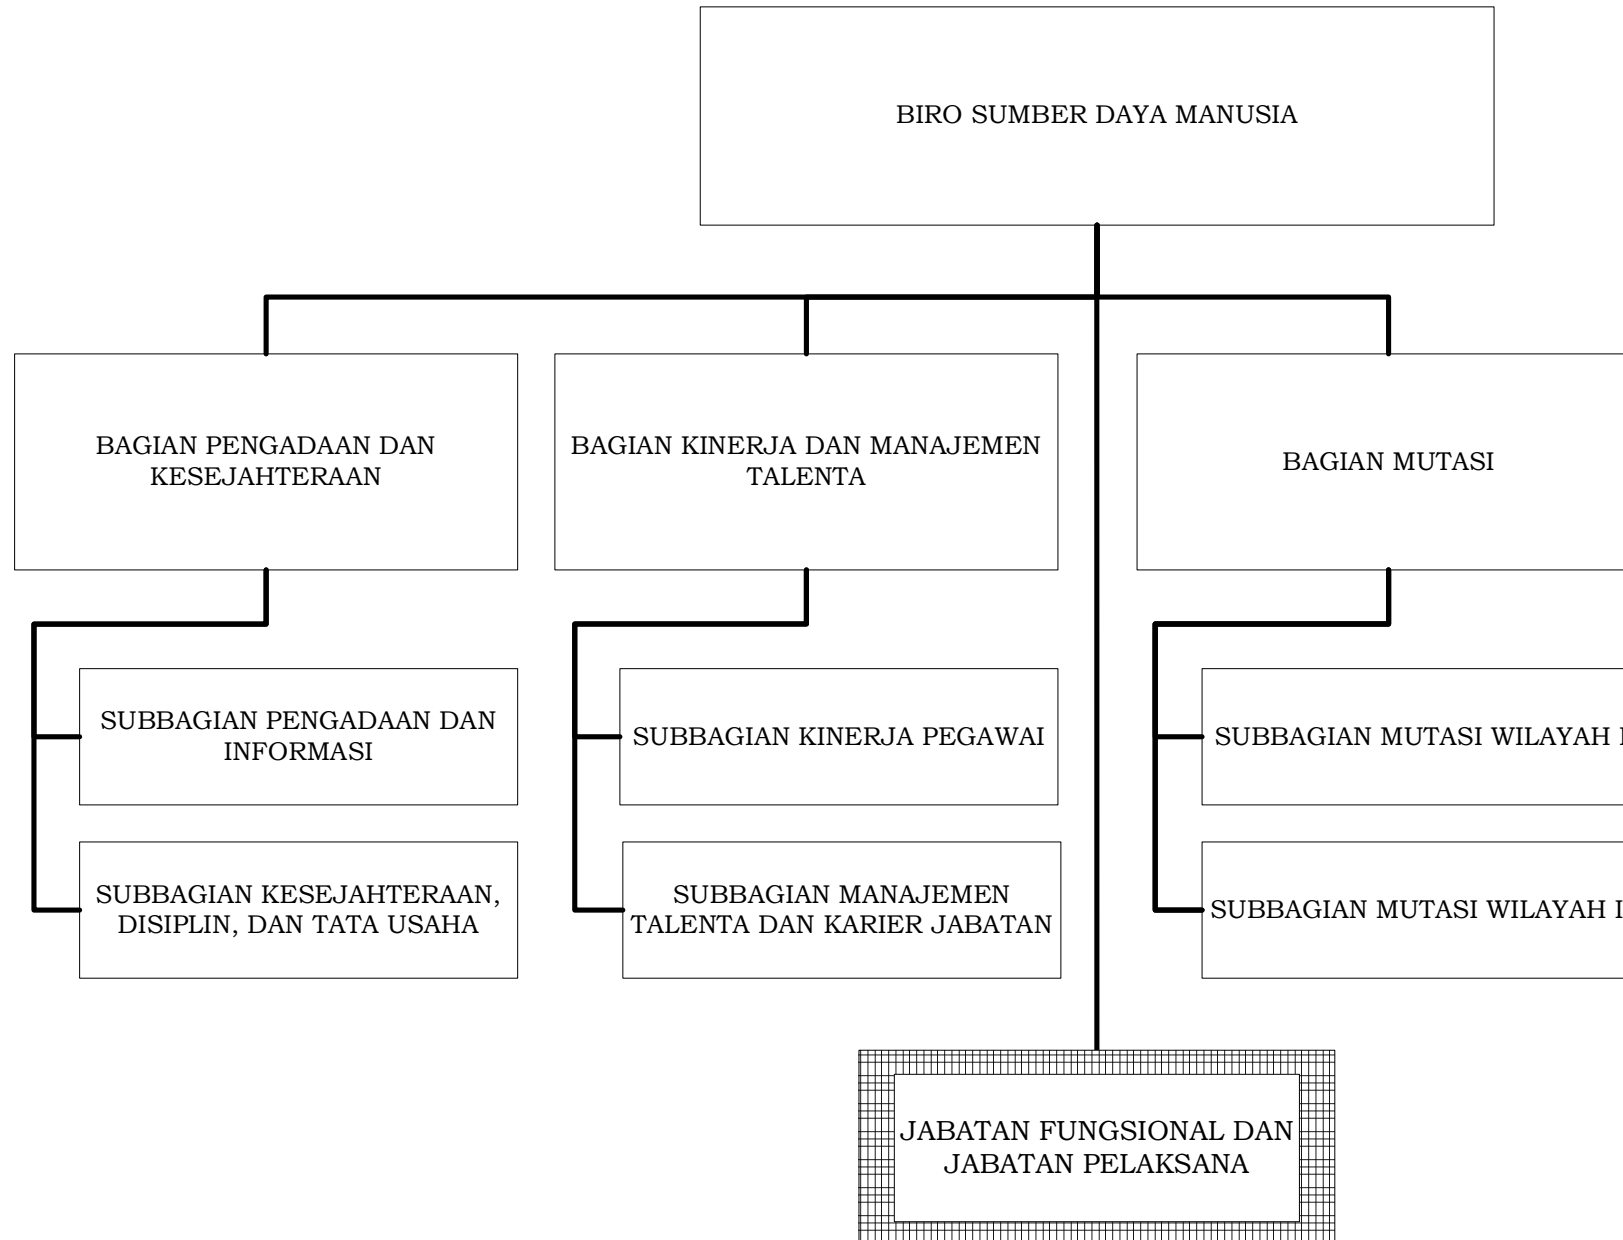 BIRO SUMBER DAYA MANUSIA
BAGIAN PENGADAAN DAN
KESEJAHTERAAN
BAGIAN KINERJA DAN MANAJEMEN
TALENTA
BAGIAN MUTASI
SUBBAGIAN PENGADAAN DAN
INFORMASI
SUBBAGIAN KINERJA PEGAWAI
SUBBAGIAN MUTASI WILAYAH
SUBBAGIAN KESEJAHTERAAN,
DISIPLIN, DAN TATA USAHA
SUBBAGIAN MANAJEMEN
TALENTA DAN KARIER JABATAN
SUBBAGIAN MUTASI WILAYAH
JABATAN FUNGSIONAL DAN
JABATAN PELAKSANA